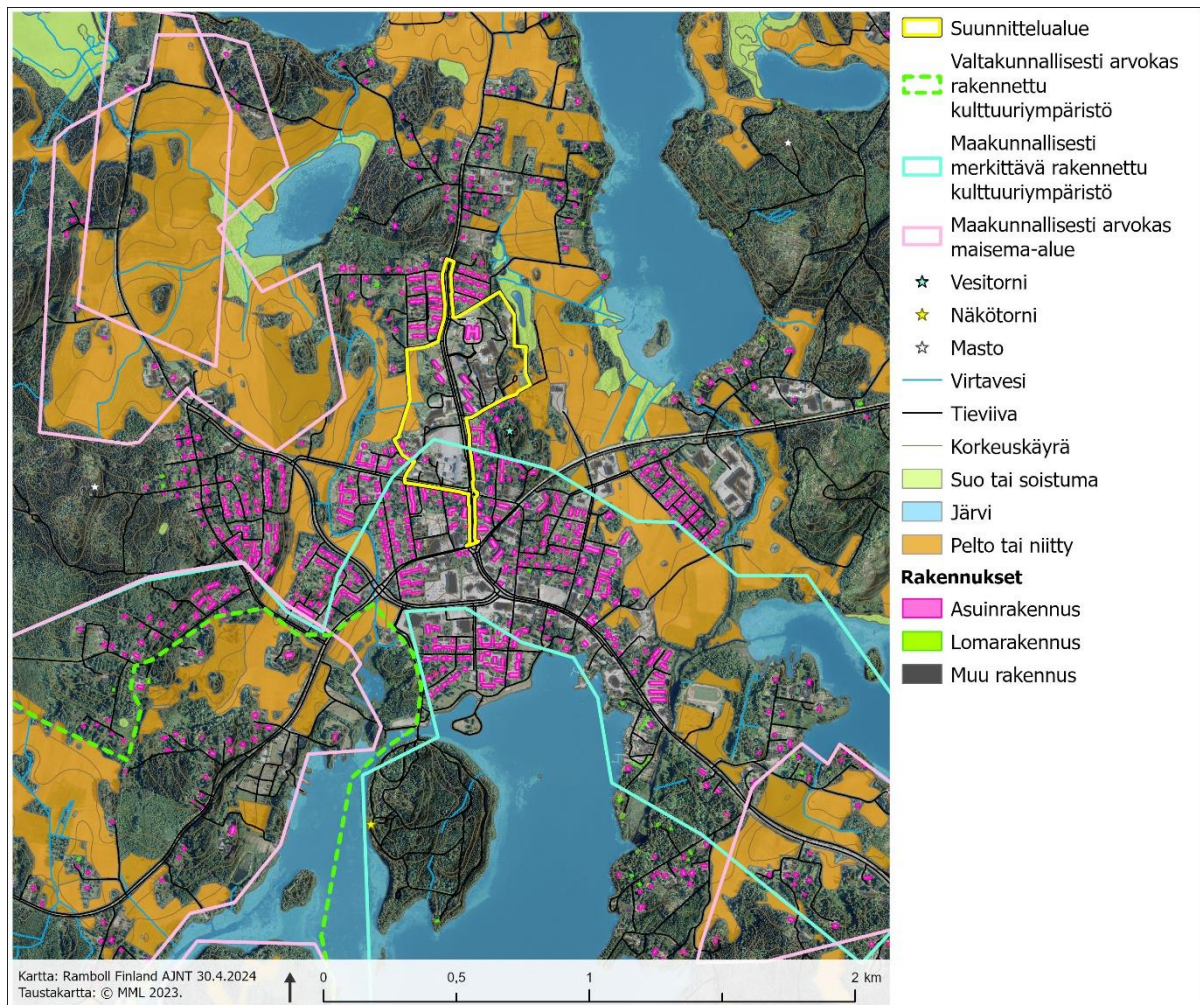 Suunnittelualue
Valtakunnallisesti arvokas
rakennettu
kulttuuriympäristö
Maakunnallisesti
merkittävä rakennettu
kulttuuriympäristö
Maakunnallisesti arvokas
maisema-alue
Vesitorni
Näkötorni
Masto
Virtavesi
Tieviiva
Korkeuskäyrä
Suo tai soistuma
Järvi
Pelto tai niitty
Rakennukset
Asuinrakennus
Lomarakennus
Muu rakennus
Kartta: Ramboll Finland AJNT 30.4.2024
Taustakartta: © MML 2023.
0 0,5 1 2 km